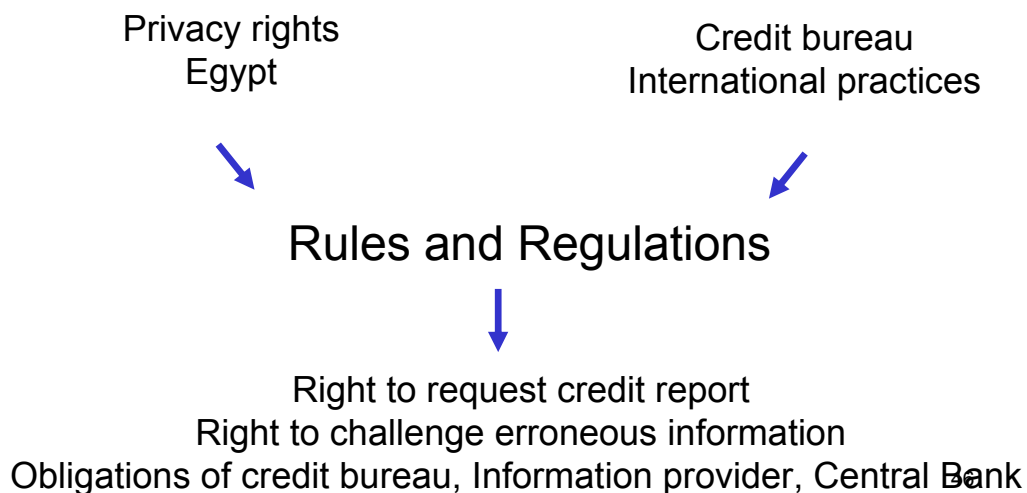 Privacy rights
Egypt
Credit bureau
International practices
Rules and Regulations
Right to request credit report
Right to challenge erroneous information
Obligations of credit bureau, Information provider, Central Bank